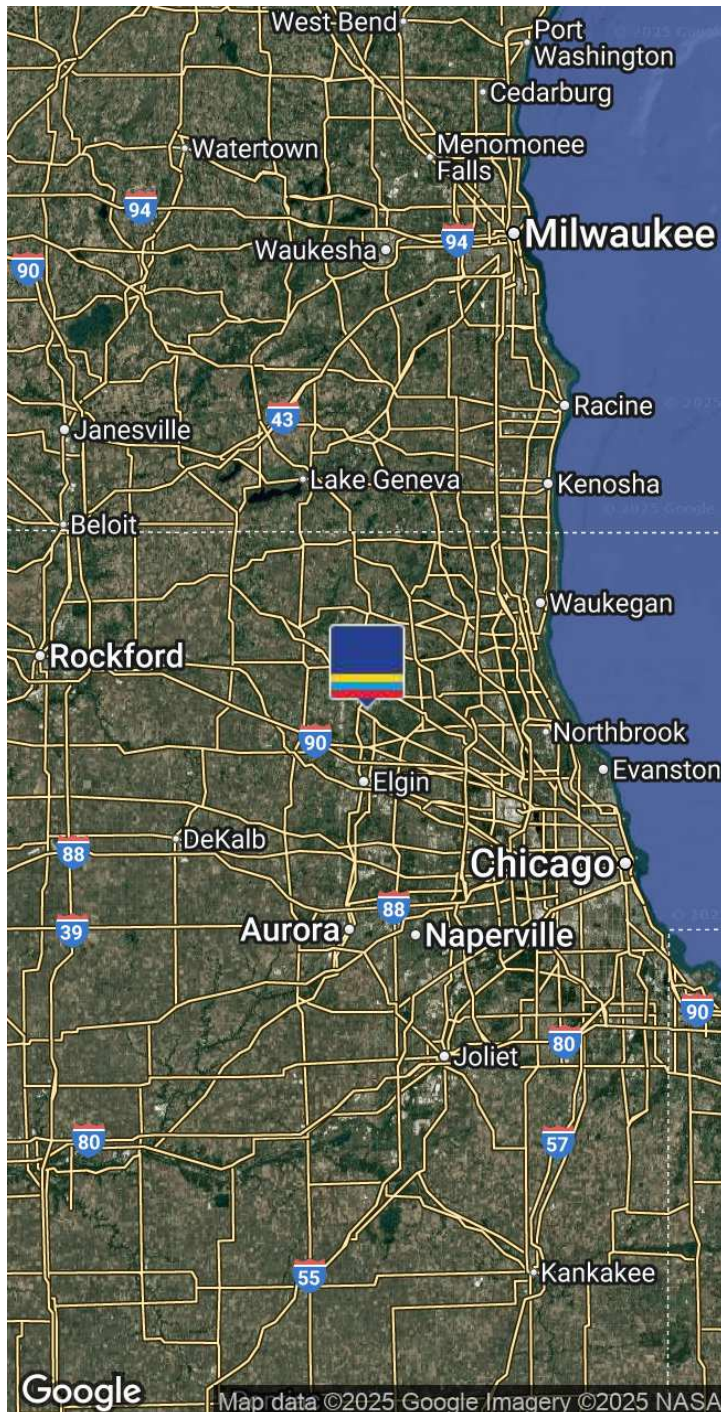 West Bend
Port
Washington
Cedarburg
Watertown
Menomonee
Falls
94
Waukesha
94
Milwaukee
90
43
Racine
Janesville
Lake Geneva
Kenosha
© 2025 Google
Beloit
Waukegan
Rockford
90
Northbrook
Elgin
Evanston
DeKalb
88
Chicago
88
39
Aurora
Naperville
90
80
Joliet
80
57
55
Kankakee
Google
Map data ©2025 Google Imagery ©2025 NASA